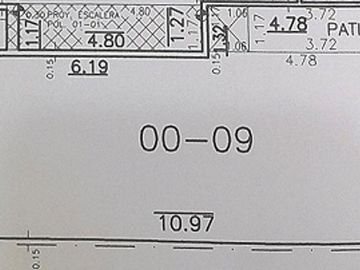 0.30 PROY. ESCALERA 4.80
POL. 01-01
1.17 4.80 1.27 1.17
1.32 1.06 1.17 4.78 3.72
.06 3.72
PATI
0.15 6.19 0.15 4.78
00-09
10.97
0.15